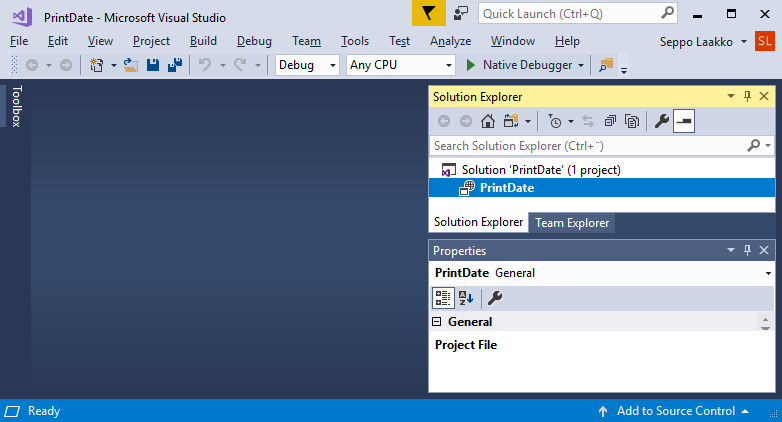 PrintDate - Microsoft Visual Studio
Quick Launch (Ctrl+Q)
File Edit View Project Build Debug Team Tools Test Analyze Window Help Seppo Laakko SL
Debug Any CPU Native Debugger
Toolbox
Solution Explorer
Search Solution Explorer (Ctrl+¨)
Solution 'PrintDate' (1 project)
PrintDate
Solution Explorer Team Explorer
Properties
PrintDate General
General
Project File
Ready Add to Source Control